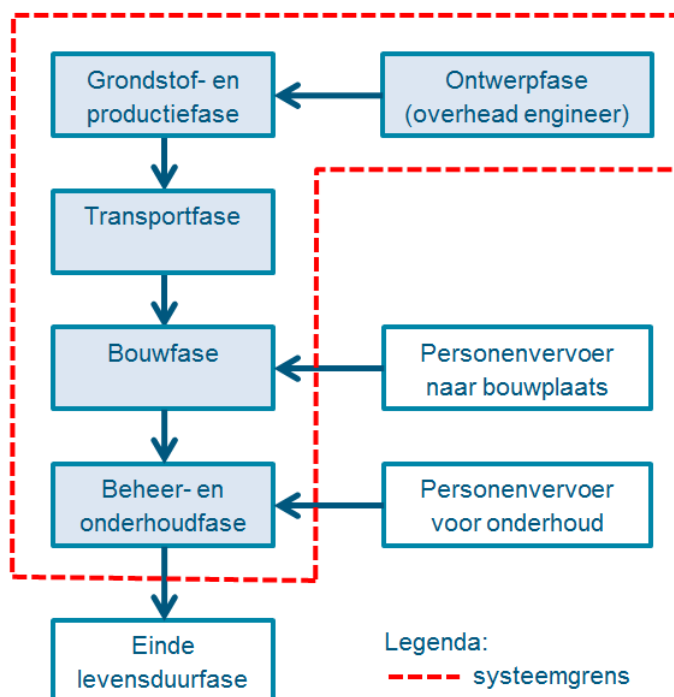 Grondstof- en
productiefase
Ontwerpfase
(overhead engineer)
Transportfase
Bouwfase
Personenvervoer
naar bouwplaats
Beheer- en
onderhoudfase
Personenvervoer
voor onderhoud
Einde
levensduurfase
Legenda:
systeemgrens